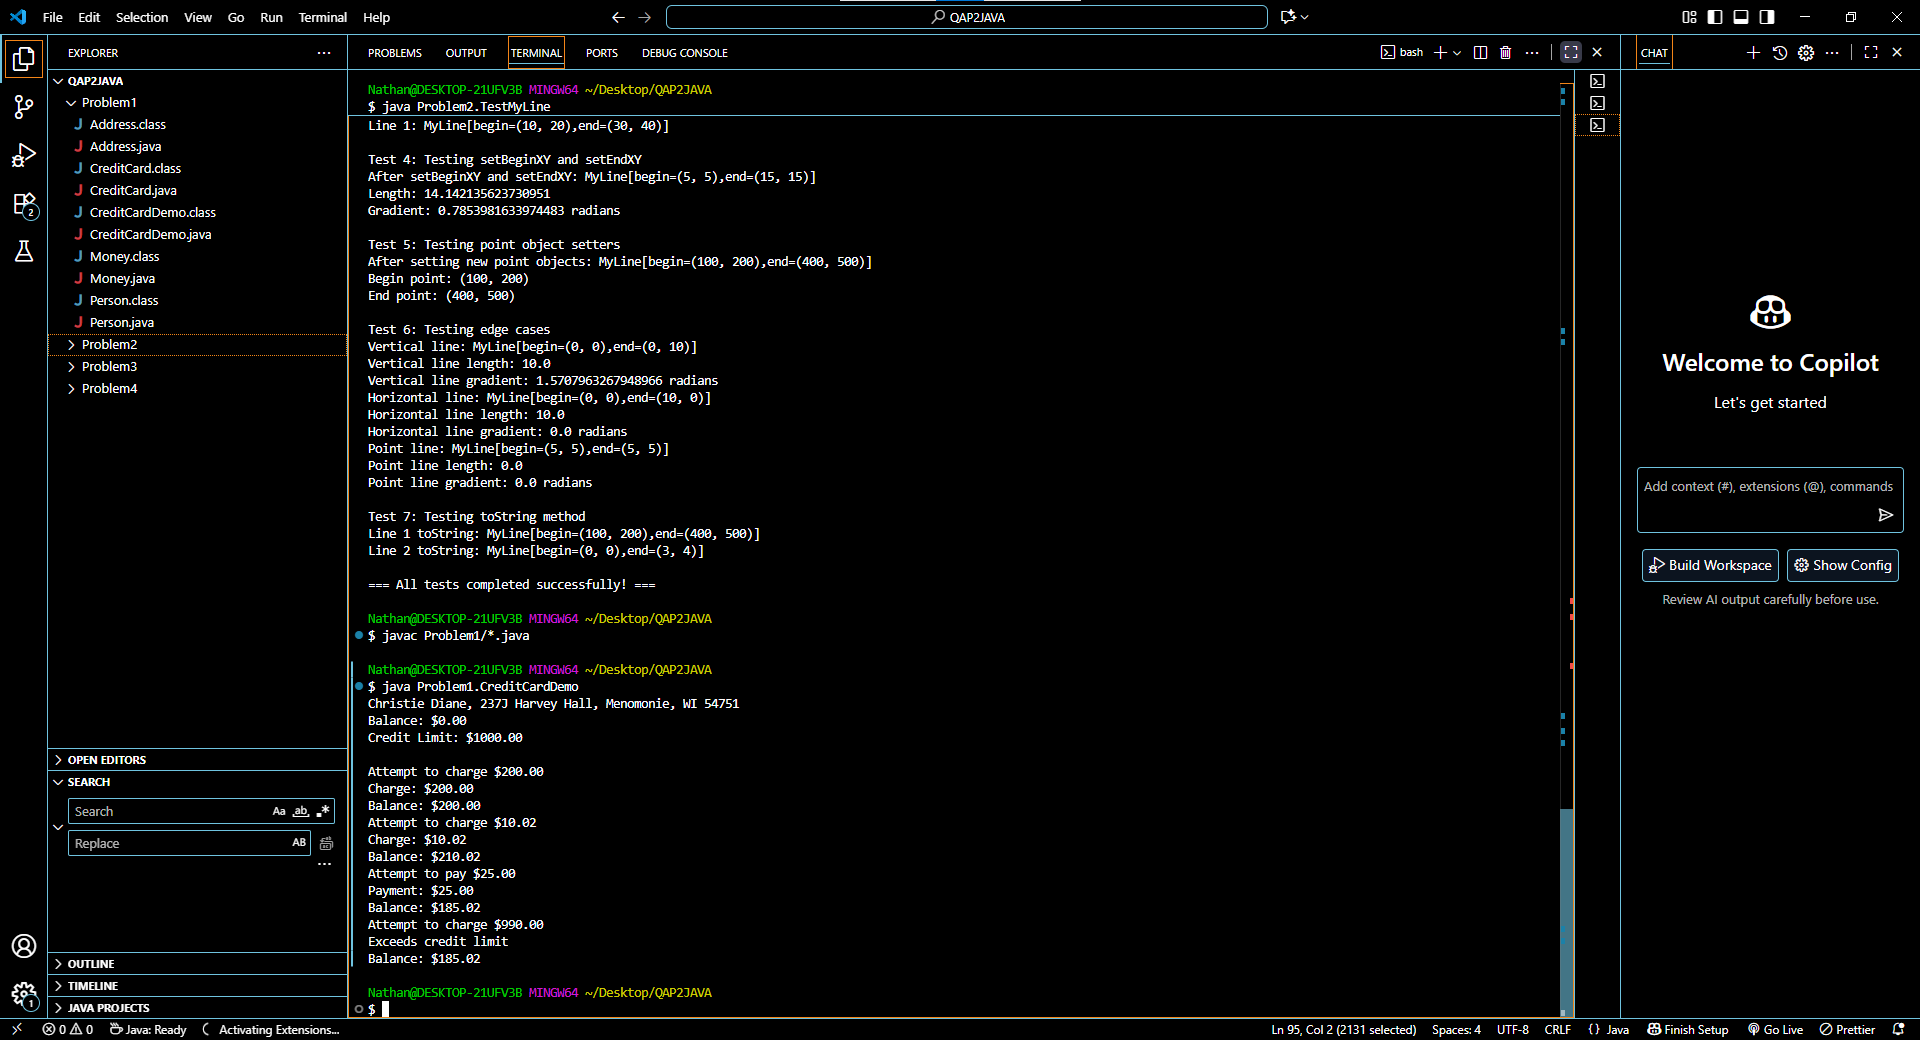 File Edit Selection View Go Run Terminal Help
QAP2JAVA
EXPLORER
QAP2JAVA
Problem1
Address.class
Address.java
CreditCard.class
CreditCard.java
CreditCardDemo.class
CreditCardDemo.java
Money.class
Money.java
Person.class
Person.java
Problem2
Problem3
Problem4
OPEN EDITORS
SEARCH
Search Aa ab .*
Replace AB
OUTLINE
TIMELINE
JAVA PROJECTS
2
1
PROBLEMS OUTPUT TERMINAL PORTS DEBUG CONSOLE
bash
Nathan@DESKTOP-21UFV3B MINGW64 ~/Desktop/QAP2JAVA
$ java Problem2.TestMyLine
Line 1: MyLine[begin=(10, 20),end=(30, 40)]
Test 4: Testing setBeginXY and setEndXY
After setBeginXY and setEndXY: MyLine[begin=(5, 5),end=(15, 15)]
Length: 14.142135623730951
Gradient: 0.7853981633974483 radians
Test 5: Testing point object setters
After setting new point objects: MyLine[begin=(100, 200),end=(400, 500)]
Begin point: (100, 200)
End point: (400, 500)
Test 6: Testing edge cases
Vertical line: MyLine[begin=(0, 0),end=(0, 10)]
Vertical line length: 10.0
Vertical line gradient: 1.5707963267948966 radians
Horizontal line: MyLine[begin=(0, 0),end=(10, 0)]
Horizontal line length: 10.0
Horizontal line gradient: 0.0 radians
Point line: MyLine[begin=(5, 5),end=(5, 5)]
Point line length: 0.0
Point line gradient: 0.0 radians
Test 7: Testing toString method
Line 1 toString: MyLine[begin=(100, 200),end=(400, 500)]
Line 2 toString: MyLine[begin=(0, 0),end=(3, 4)]
=== All tests completed successfully! ===
Nathan@DESKTOP-21UFV3B MINGW64 ~/Desktop/QAP2JAVA
$ javac Problem1/*.java
Nathan@DESKTOP-21UFV3B MINGW64 ~/Desktop/QAP2JAVA
$ java Problem1.CreditCardDemo
Christie Diane, 237J Harvey Hall, Menomonie, WI 54751
Balance: $0.00
Credit Limit: $1000.00
Attempt to charge $200.00
Charge: $200.00
Balance: $200.00
Attempt to charge $10.02
Charge: $10.02
Balance: $210.02
Attempt to pay $25.00
Payment: $25.00
Balance: $185.02
Attempt to charge $990.00
Exceeds credit limit
Balance: $185.02
Nathan@DESKTOP-21UFV3B MINGW64 ~/Desktop/QAP2JAVA
$
CHAT
Welcome to Copilot
Let's get started
Add context (#), extensions (@), commands
Build Workspace Show Config
Review AI output carefully before use.
0 0 Java: Ready Activating Extensions... Ln 95, Col 2 (2131 selected) Spaces: 4 UTF-8 CRLF {} Java Finish Setup Go Live Prettier